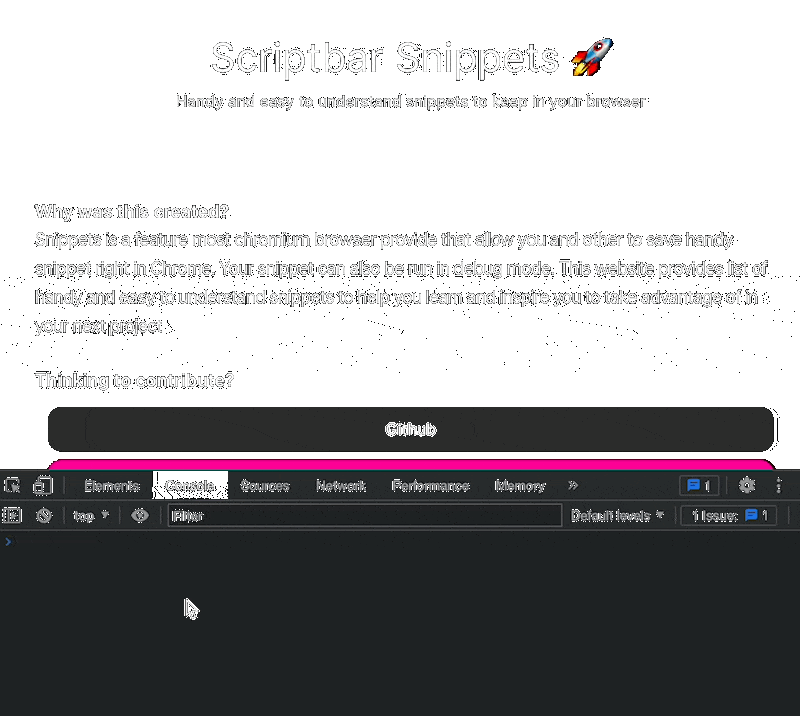 Scriptbar Snippets 🚀
Handy and easy to understand snippets to keep in your browser
Why was this created?
Snippets is a feature most chromium browser provide that allow you and other to save handy
snippet right in Chrome. Your snippet can also be run in debug mode. This website provides list of
handy and easy to understand snippets to help you learn and inspire you to take advantage of in
your next project.
Thinking to contribute?
Github
Elements Console Sources Network Performance Memory » 1
top Filter Default levels 1 Issue: 1